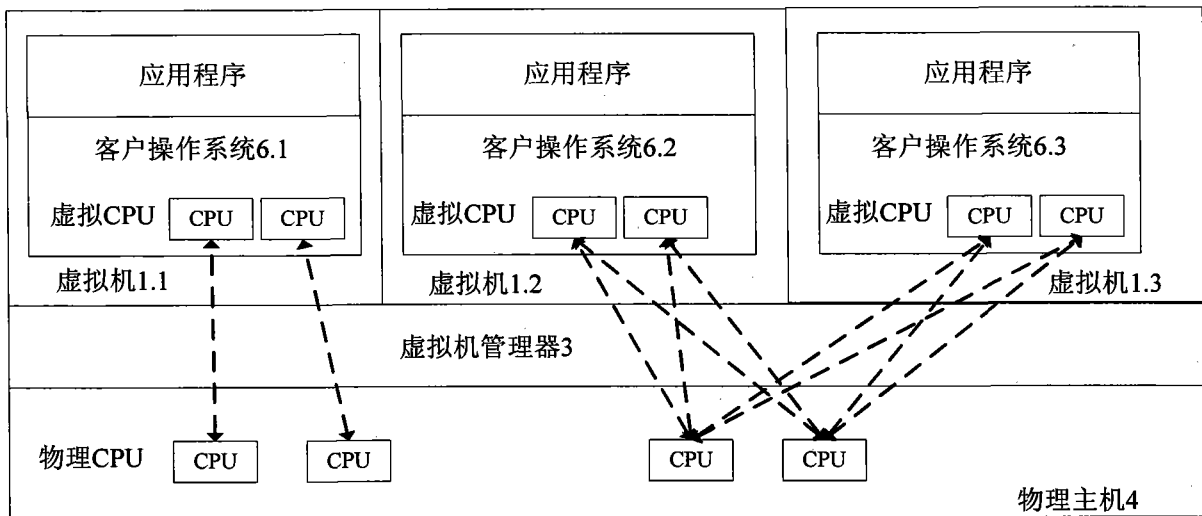 应用程序
客户操作系统6.1
虚拟CPU CPU CPU
虚拟机1.1
应用程序
客户操作系统6.2
虚拟CPU CPU CPU
虚拟机1.2
应用程序
客户操作系统6.3
虚拟CPU CPU CPU
虚拟机1.3
虚拟机管理器3
物理CPU CPU CPU CPU CPU
物理主机4